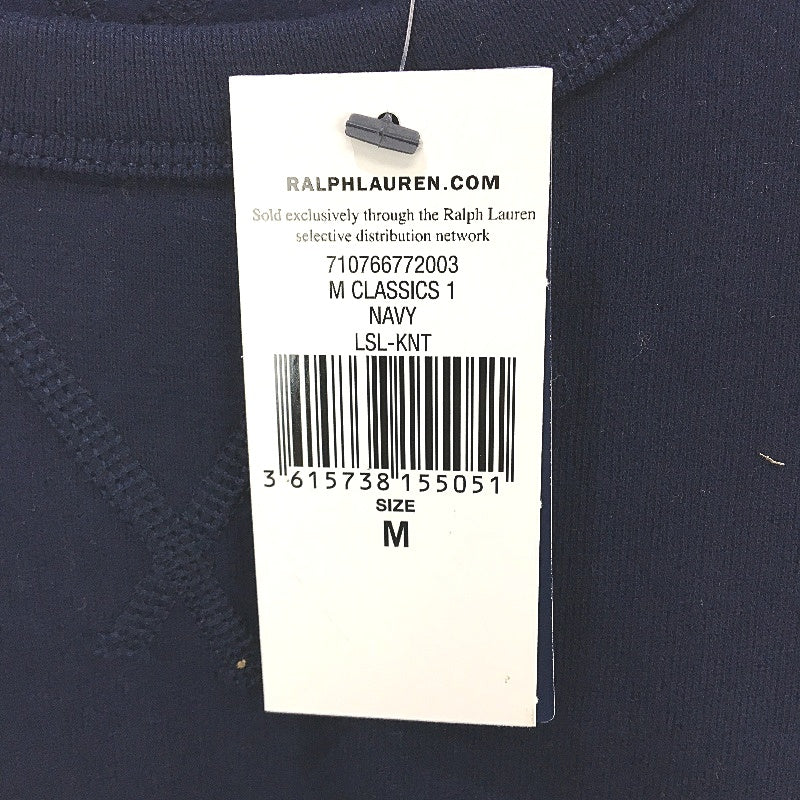 RALPHLAUREN.COM
Sold exclusively through the Ralph Lauren
selective distribution network
710766772003
M CLASSICS 1
NAVY
LSL-KNT
3 615738 155051
SIZE
M